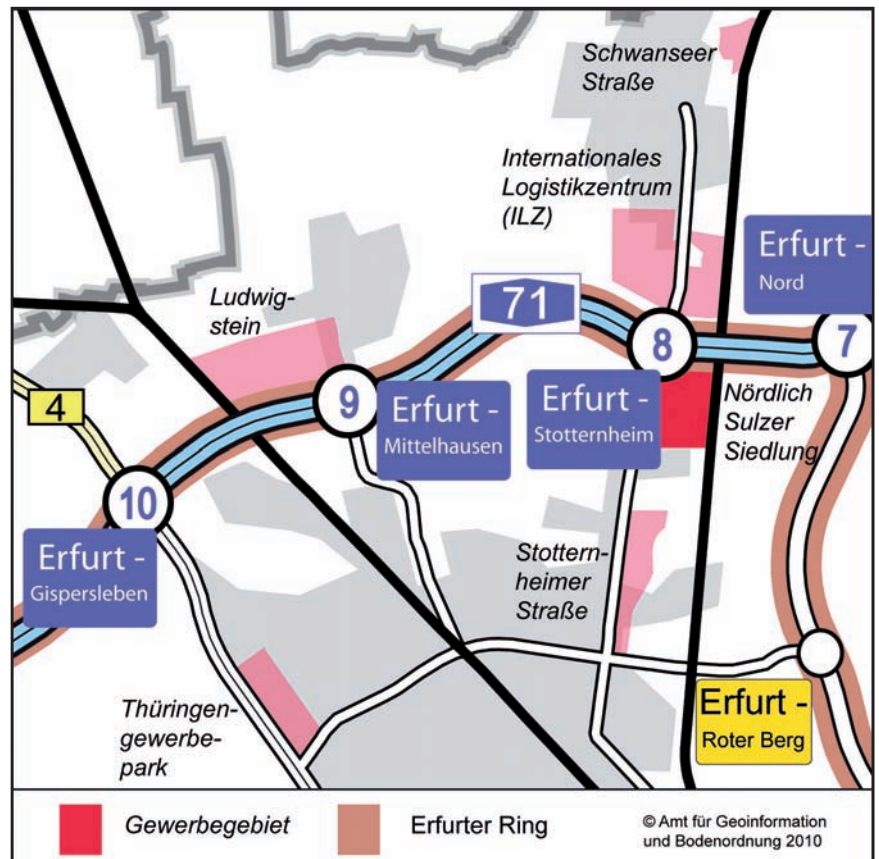 Schwanseer
Straße
Internationales
Logistikzentrum
(ILZ)
Erfurt -
Nord
Ludwig-
stein
71
8
7
9
Erfurt -
Mittelhausen
Erfurt -
Stotternheim
Nördlich
Sulzer
Siedlung
4
10
Erfurt -
Gispersleben
Stottern-
heimer
Straße
Thüringen-
gewerbe-
park
Erfurt -
Roter Berg
Gewerbegebiet
Erfurter Ring
© Amt für Geoinformation
und Bodenordnung 2010